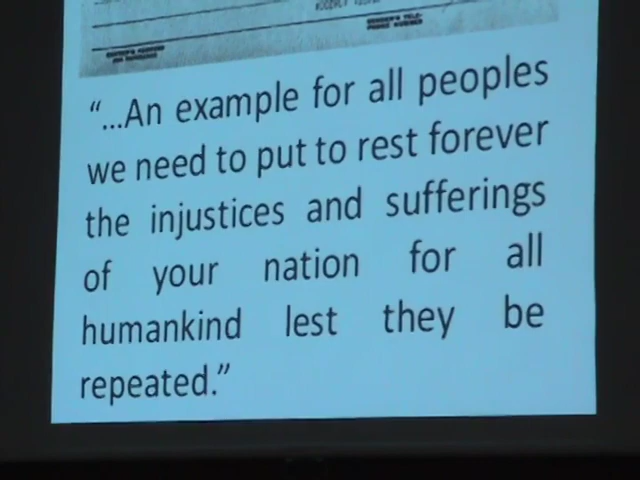 “...An example for all peoples
we need to put to rest forever
the injustices and sufferings
of your nation for all
humankind lest they be
repeated.”